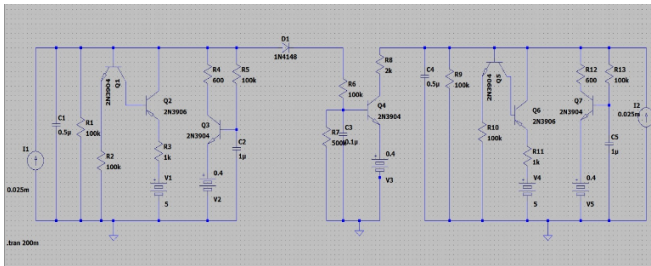 I1
0.025m
.tran 200m
C1
0.5µ
R1
100k
2N3904
Q1
R2
100k
Q2
2N3906
R3
1k
V1
5
R4
600
Q3
2N3904
0.4
V2
R5
100k
C2
1µ
D1
1N4148
R6
100k
R7
500k
C3
0.1µ
R8
2k
Q4
2N3904
0.4
V3
C4
0.5µ
R9
100k
2N3904
Q5
R10
100k
Q6
2N3906
R11
1k
V4
5
R12
600
Q7
2N3904
0.4
V5
R13
100k
C5
1µ
I2
0.025m